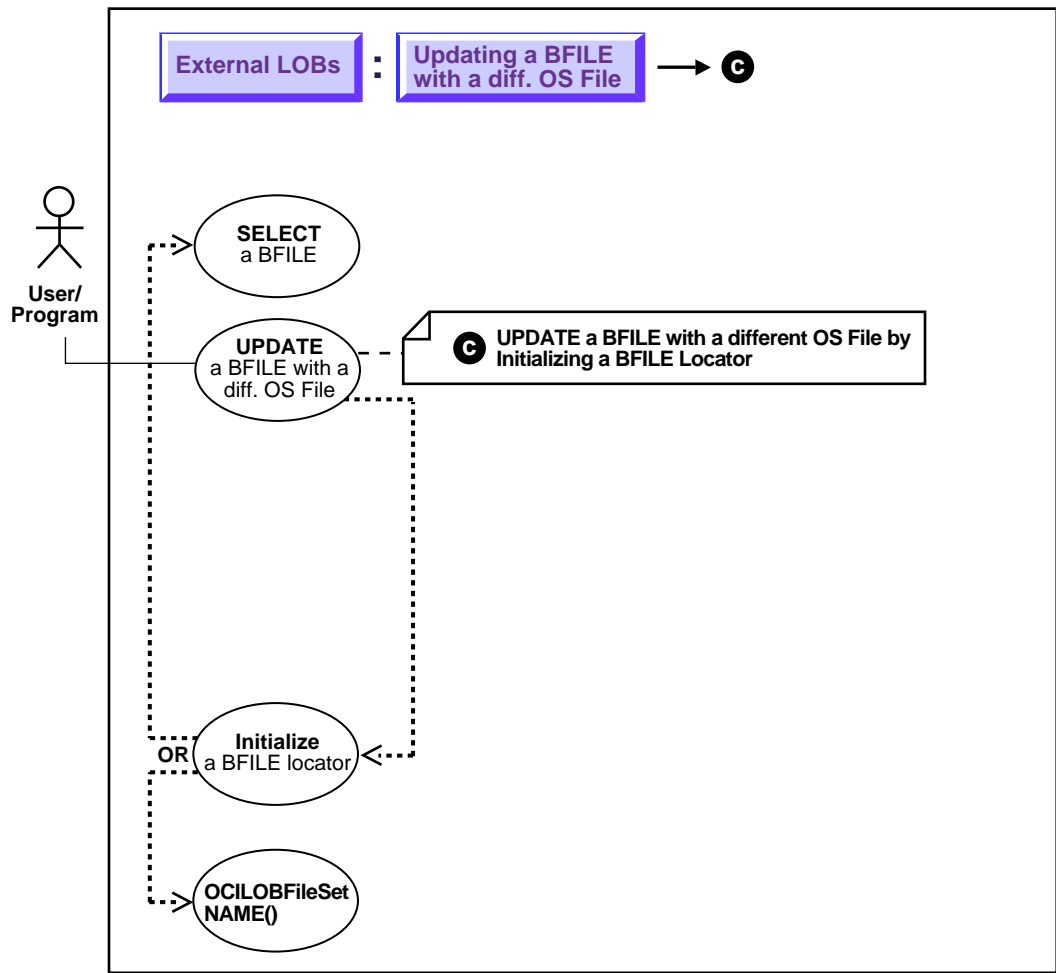 External LOBs
:
Updating a BFILE
with a diff. OS File
C
SELECT
a BFILE
User/
Program
UPDATE
a BFILE with a
diff. OS File
C
UPDATE a BFILE with a different OS File by
Initializing a BFILE Locator
OR
Initialize
a BFILE locator
OCILOBFileSet
NAME()